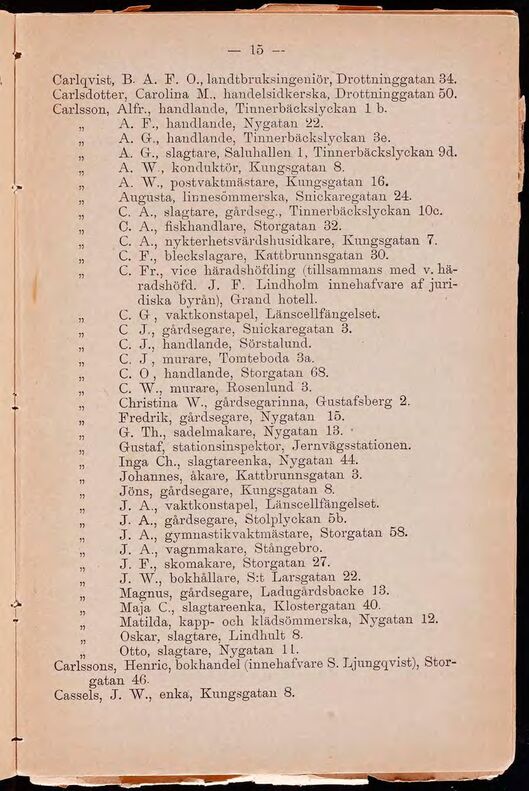 — 15 —
Carlqvist, B. A. F. O., landtbruksingeniör, Drottninggatan 34.
Carlsdotter, Carolina M., handelsidkerska, Drottninggatan 50.
Carlsson, Alfr., handlande, Tinnerbäckslyckan 1 b.
„ A. F., handlande, Nygatan 22.
„ A. G., handlande, Tinnerbäckslyckan 3e.
„ A. G., slagtare, Saluhallen 1, Tinnerbäckslyckan 9d.
„ A. W., konduktör, Kungsgatan 8.
„ A. W., postvaktmästare, Kungsgatan 16.
„ Augusta, linnesömmerska, Snickaregatan 24.
„ C. A., slagtare, gårdseg., Tinnerbäckslyckan 10c.
„ C. A., fiskhandlare, Storgatan 32.
„ C. A., nykterhetsvärdshusidkare, Kungsgatan 7.
„ C. F., bleckslagare, Kattbrunnsgatan 30.
„ C. Fr., vice häradshöfding (tillsammans med v. hä-
radshöfd. J. F. Lindholm innehafvare af juri-
diska byrån), Grand hotell.
„ C. G , vaktkonstapel, Länscellfängelset.
„ C J., gårdsegare, Snickaregatan 3.
„ C. J., handlande, Sörstalund.
„ C. J , murare, Tomteboda 3a.
„ C. O , handlande, Storgatan 68.
„ C. W., murare, Rosenlund 3.
„ Christina W., gårdsegarinna, Gustafsberg 2.
„ Fredrik, gårdsegare, Nygatan 15.
„ G. Th., sadelmakare, Nygatan 13.
„ Gustaf, stationsinspektor, Jernvägsstationen.
„ Inga Ch., slagtareenka, Nygatan 44.
„ Johannes, åkare, Kattbrunnsgatan 3.
„ Jöns, gårdsegare, Kungsgatan 8.
„ J. A., vaktkonstapel, Länscellfängelset.
„ J. A., gårdsegare, Stolplyckan 5b.
„ J. A., gymnastikvaktmästare, Storgatan 58.
„ J. A., vagnmakare, Stångebro.
„ J. F., skomakare, Storgatan 27.
„ J. W., bokhållare, S:t Larsgatan 22.
„ Magnus, gårdsegare, Ladugårdsbacke 13.
„ Maja C., slagtareenka, Klostergatan 40.
„ Matilda, kapp- och klädsömmerska, Nygatan 12.
„ Oskar, slagtare, Lindhult 8.
„ Otto, slagtare, Nygatan 11.
Carlssons, Henric, bokhandel (innehafvare S. Ljungqvist), Stor-
gatan 46.
Cassels, J. W., enka, Kungsgatan 8.